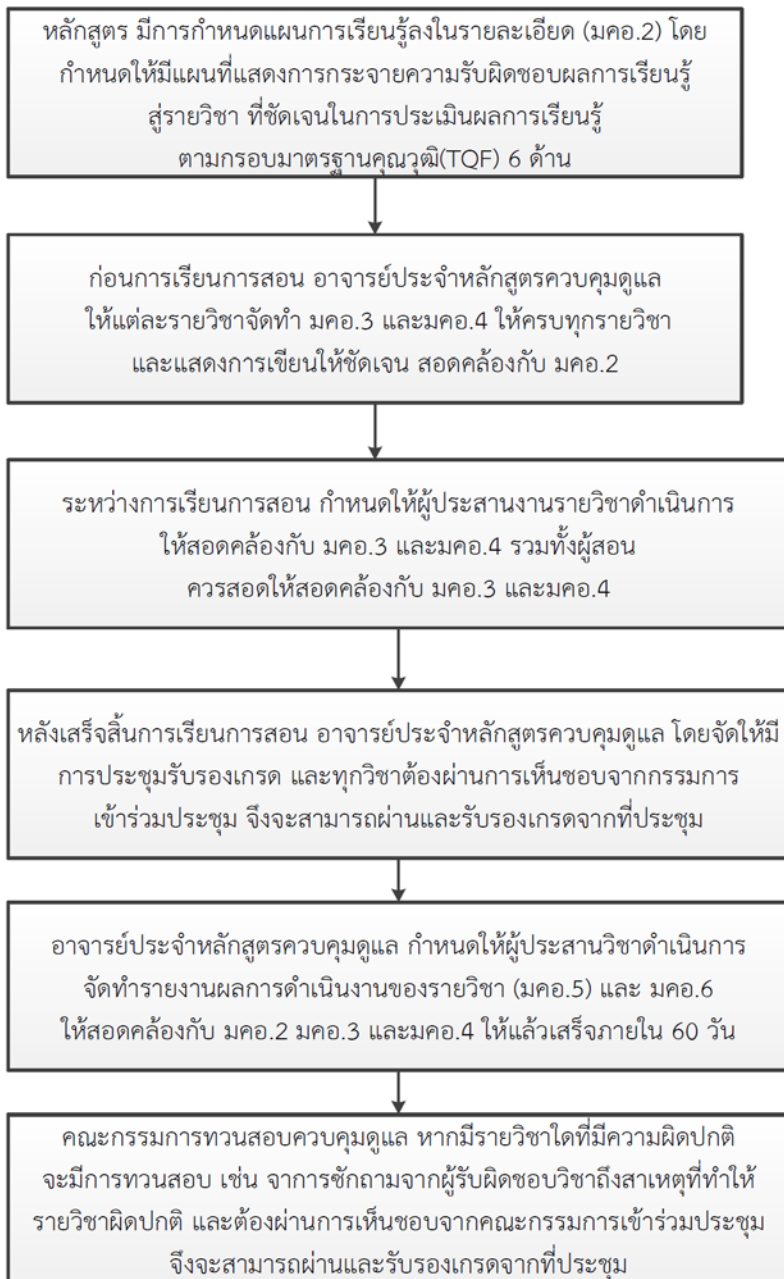 หลักสูตร มีการกำหนดแผนการเรียนรู้ลงในรายละเอียด (มคอ.2) โดย
กำหนดให้มีแผนที่แสดงการกระจายความรับผิดชอบผลการเรียนรู้
สู่รายวิชา ที่ชัดเจนในการประเมินผลการเรียนรู้
ตามกรอบมาตรฐานคุณวุฒิ(TQF) 6 ด้าน
ก่อนการเรียนการสอน อาจารย์ประจำหลักสูตรควบคุมดูแล
ให้แต่ละรายวิชาจัดทำ มคอ.3 และมคอ.4 ให้ครบทุกรายวิชา
และแสดงการเขียนให้ชัดเจน สอดคล้องกับ มคอ.2
ระหว่างการเรียนการสอน กำหนดให้ผู้ประสานงานรายวิชาดำเนินการ
ให้สอดคล้องกับ มคอ.3 และมคอ.4 รวมทั้งผู้สอน
ควรสอดให้สอดคล้องกับ มคอ.3 และมคอ.4
หลังเสร็จสิ้นการเรียนการสอน อาจารย์ประจำหลักสูตรควบคุมดูแล โดยจัดให้มี
การประชุมรับรองเกรด และทุกวิชาต้องผ่านการเห็นชอบจากกรรมการ
เข้าร่วมประชุม จึงจะสามารถผ่านและรับรองเกรดจากที่ประชุม
อาจารย์ประจำหลักสูตรควบคุมดูแล กำหนดให้ผู้ประสานวิชาดำเนินการ
จัดทำรายงานผลการดำเนินงานของรายวิชา (มคอ.5) และ มคอ.6
ให้สอดคล้องกับ มคอ.2 มคอ.3 และมคอ.4 ให้แล้วเสร็จภายใน 60 วัน
คณะกรรมการทวนสอบควบคุมดูแล หากมีรายวิชาใดที่มีความผิดปกติ
จะมีการทวนสอบ เช่น จาการซักถามจากผู้รับผิดชอบวิชาถึงสาเหตุที่ทำให้
รายวิชาผิดปกติ และต้องผ่านการเห็นชอบจากคณะกรรมการเข้าร่วมประชุม
จึงจะสามารถผ่านและรับรองเกรดจากที่ประชุม